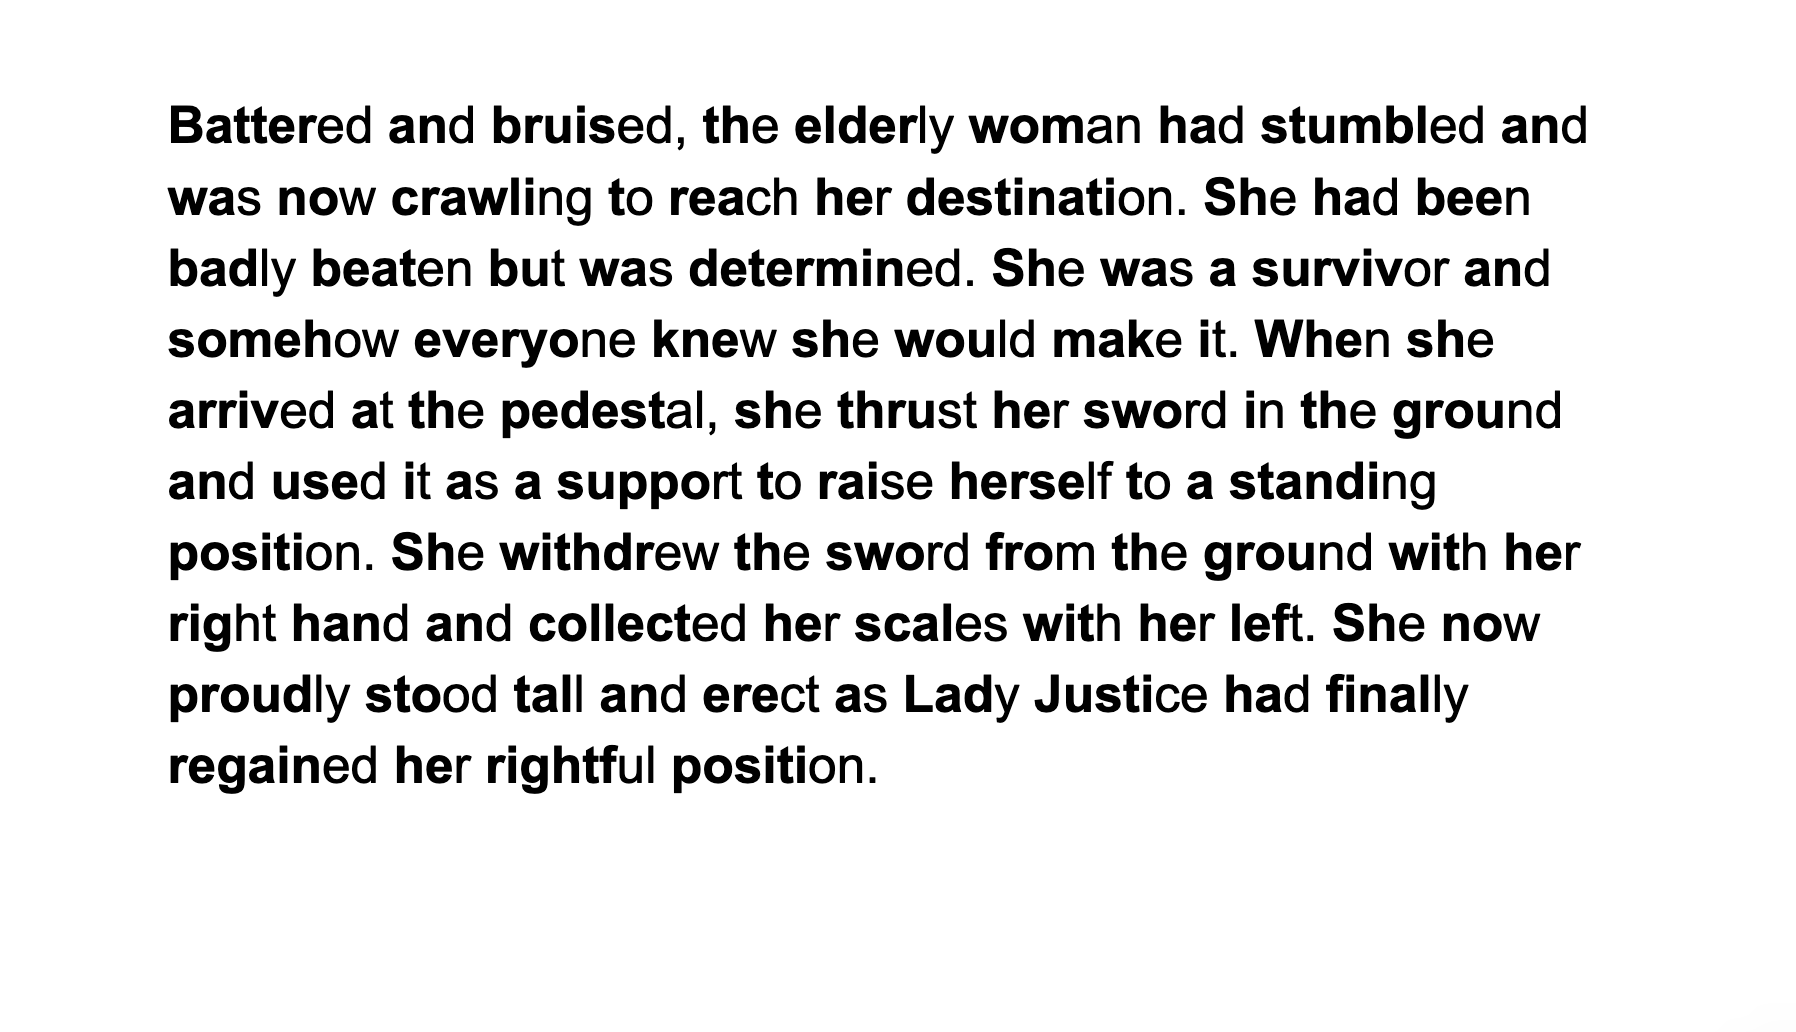 Battered and bruised, the elderly woman had stumbled and
was now crawling to reach her destination. She had been
badly beaten but was determined. She was a survivor and
somehow everyone knew she would make it. When she
arrived at the pedestal, she thrust her sword in the ground
and used it as a support to raise herself to a standing
position. She withdrew the sword from the ground with her
right hand and collected her scales with her left. She now
proudly stood tall and erect as Lady Justice had finally
regained her rightful position.